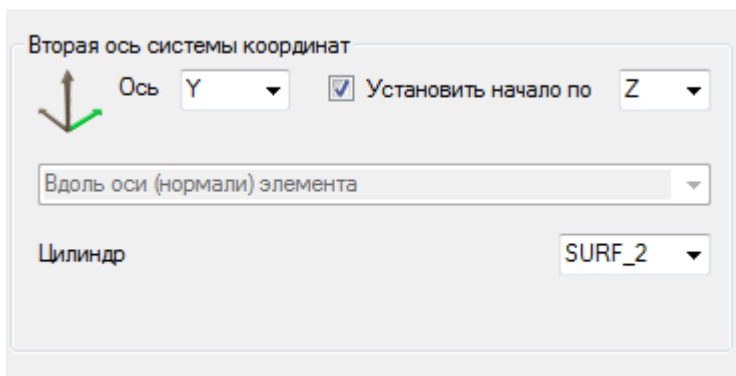 Вторая ось системы координат
Ось Y Установить начало по Z
Вдоль оси (нормали) элемента
Цилиндр SURF_2